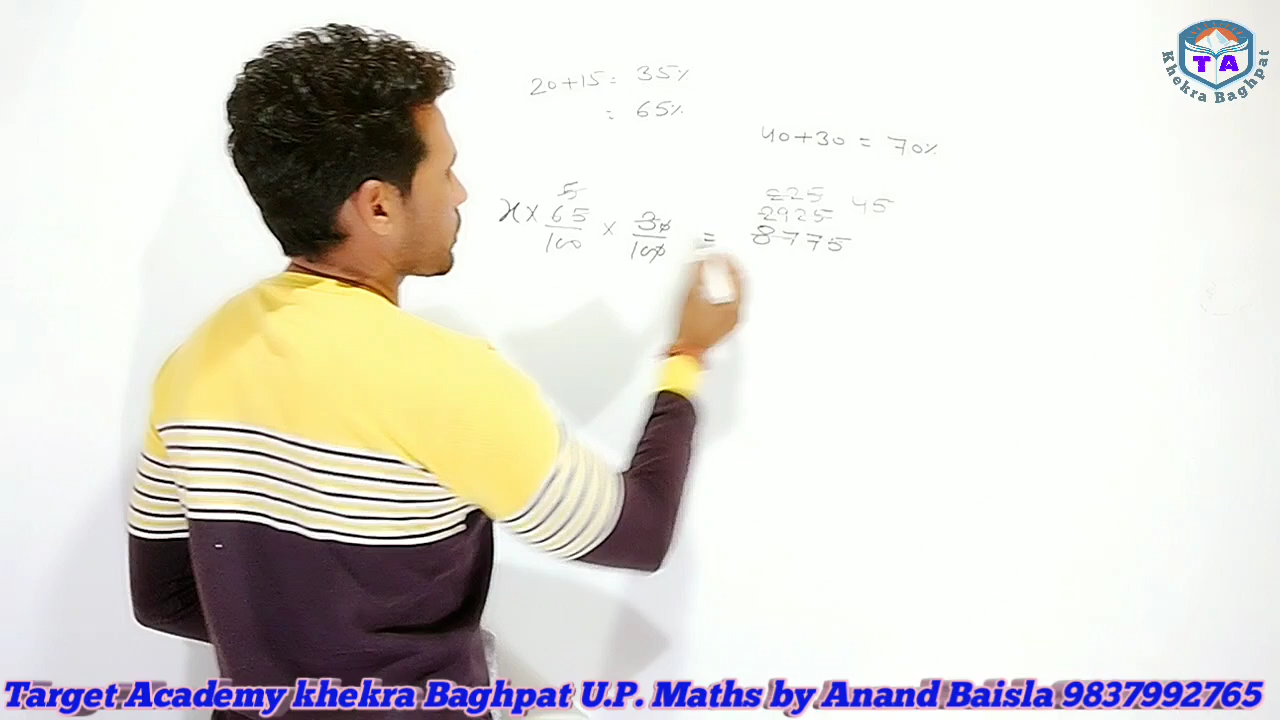 20+15 = 35%
= 65%
40+30 = 70%
5
x × 65/100 × 30/100 = 8775
225
2925 45
TA
Khekra Baghpat
Target Academy khekra Baghpat U.P. Maths by Anand Baisla 9837992765